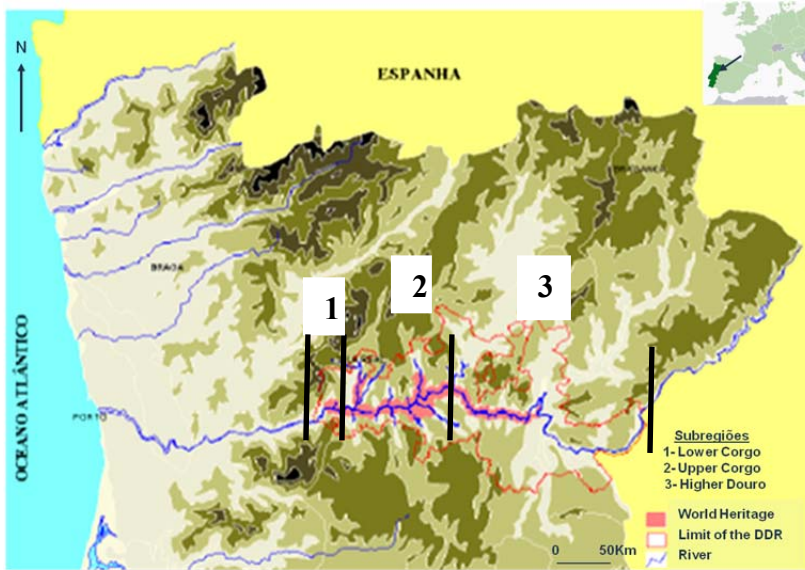 N
ESPANHA
BRAGANÇA
BRAGA
1
2
3
OCEANO ATLÂNTICO
PORTO
Subregiões
1- Lower Corgo
2- Upper Corgo
3- Higher Douro
World Heritage
Limit of the DDR
River
0 50Km